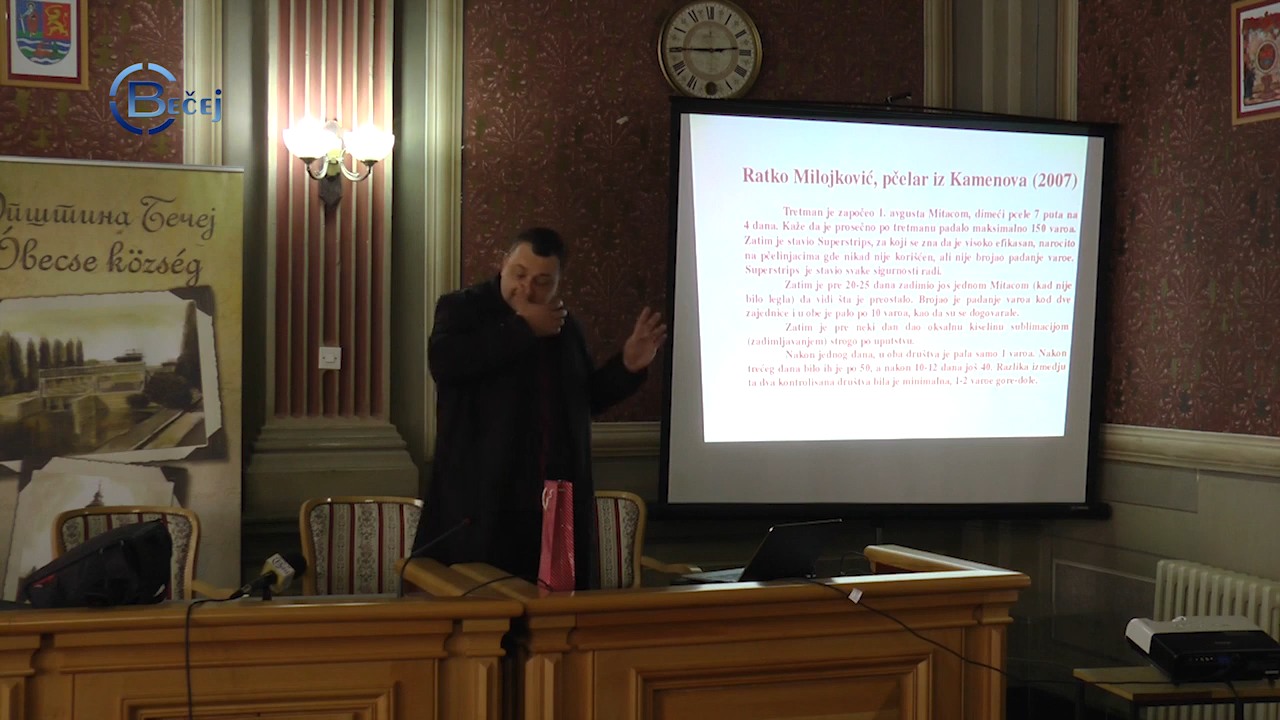 BEČEJ
Општина Бечеј
Óbecse község
Ratko Milojković, pčelar iz Kamenova (2007)
Tretman je započeo 1. avgusta Mitacom, dimeći pcele 7 puta na
4 dana. Kaže da je prosečno po tretmanu padalo maksimalno 150 varoa.
Zatim je stavio Superstrips, za koji se zna da je visoko efikasan, narocito
na pčelinjacima gde nikad nije korišćen, ali nije brojao padanje varoe.
Superstrips je stavio svake sigurnosti radi.
Zatim je pre 20-25 dana zadimio jos jednom Mitacom (kad nije
bilo legla) da vidi šta je preostalo. Brojao je padanje varoa kod dve
zajednice i u obe je palo po 10 varoa, kao da su se dogovarale.
Zatim je pre neki dan dao oksalnu kiselinu sublimacijom
(zadimljavanjem) strogo po uputstvu.
Nakon jednog dana, u oba društva je pala samo 1 varoa. Nakon
trećeg dana bilo ih je po 50, a nakon 10-12 dana još 40. Razlika izmedju
ta dva kontrolisana društva bila je minimalna, 1-2 varoe gore-dole.